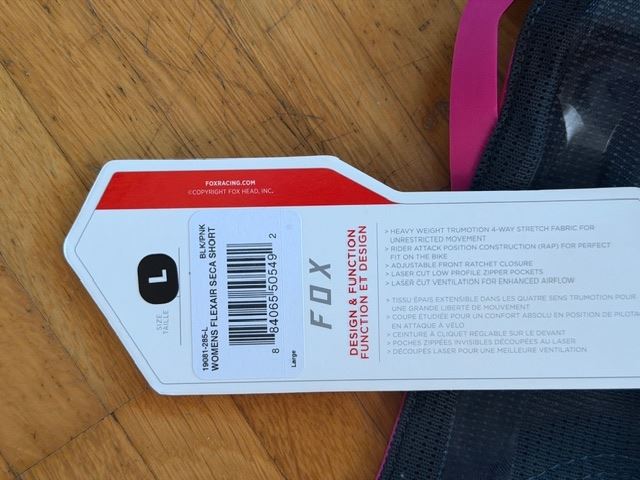 FOXRACING.COM
©COPYRIGHT FOX HEAD, INC.
L
SIZE
TAILLE
19081-285-L
BLK/PNK
WOMENS FLEXAIR SECA SHORT
8 84065 50549 2
Large
FOX
DESIGN & FUNCTION
FUNCTION ET DESIGN
> HEAVY WEIGHT TRUMOTION 4-WAY STRETCH FABRIC FOR
UNRESTRICTED MOVEMENT
> RIDER ATTACK POSITION CONSTRUCTION (RAP) FOR PERFECT
FIT ON THE BIKE
> ADJUSTABLE FRONT RATCHET CLOSURE
> LASER CUT LOW PROFILE ZIPPER POCKETS
> LASER CUT VENTILATION FOR ENHANCED AIRFLOW
> TISSU ÉPAIS EXTENSIBLE DANS LES QUATRE SENS TRUMOTION POUR
UNE GRANDE LIBERTÉ DE MOUVEMENT
> COUPE ÉTUDIÉE POUR UN CONFORT ABSOLU EN POSITION DE PILOTA
EN ATTAQUE À VÉLO
> CEINTURE À CLIQUET RÉGLABLE SUR LE DEVANT
> POCHES ZIPPÉES INVISIBLES DÉCOUPÉES AU LASER
> DÉCOUPES LASER POUR UNE MEILLEURE VENTILATION